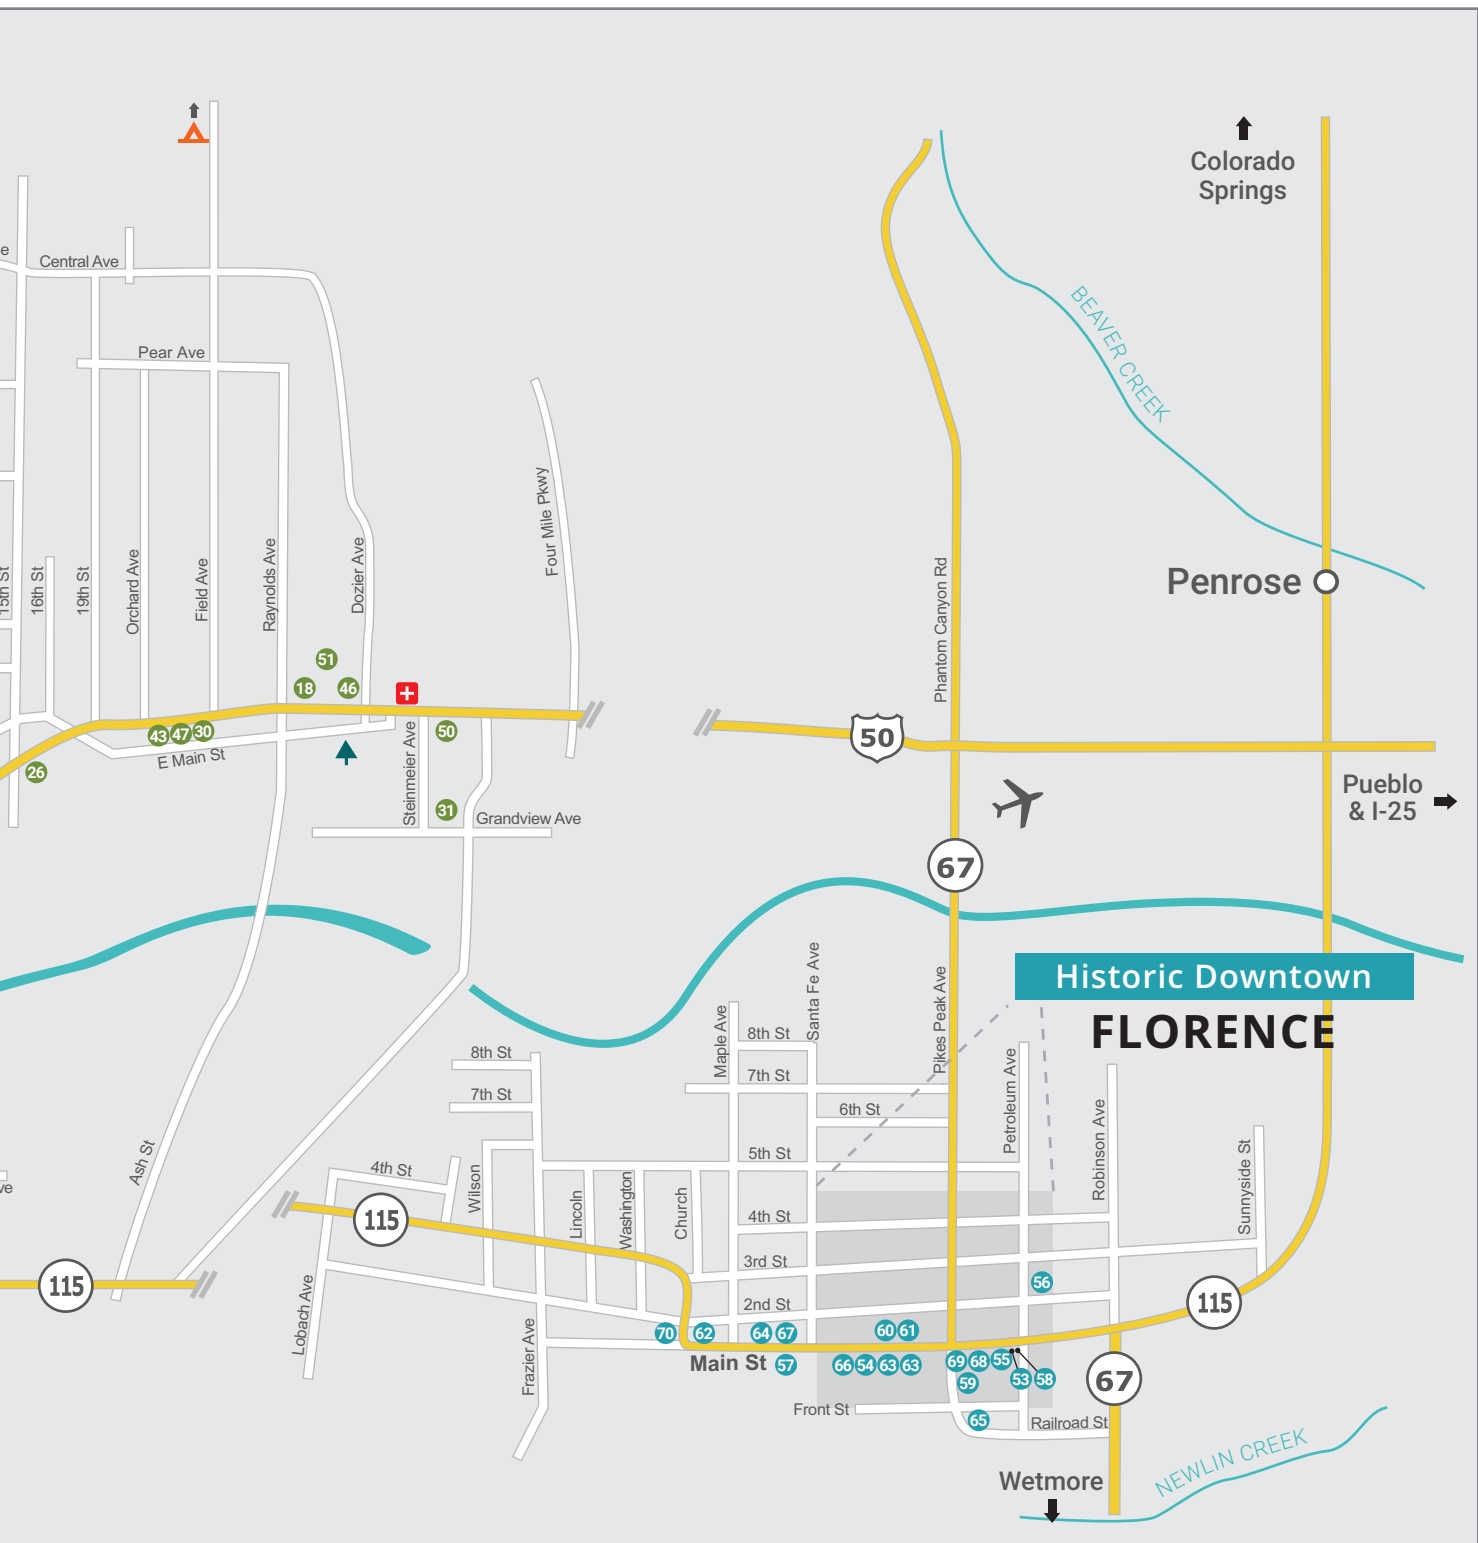 Colorado
Springs
e
Central Ave
BEAVER CREEK
Pear Ave
Four Mile Pkwy
15th St
16th St
19th St
Orchard Ave
Field Ave
Raynolds Ave
Dozier Ave
Phantom Canyon Rd
Penrose
51
18
46
43
47
30
50
E Main St
26
Steinmeier Ave
31
Grandview Ave
50
Pueblo
& I-25
67
Historic Downtown
FLORENCE
Santa Fe Ave
Pikes Peak Ave
Maple Ave
8th St
8th St
7th St
7th St
6th St
Petroleum Ave
Robinson Ave
Sunnyside St
5th St
Ash St
ve
4th St
Wilson
Lincoln
Washington
Church
4th St
115
3rd St
115
2nd St
56
115
Lobach Ave
Frazier Ave
70
62
64
67
60
61
Main St
57
66
54
63
63
69
68
55
59
53
58
67
Front St
65
Railroad St
Wetmore
NEWLIN CREEK